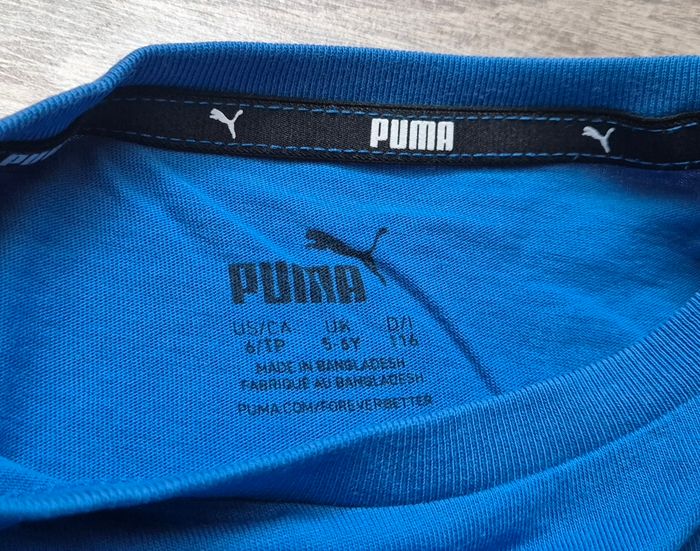 PUMA
PUMA
US/CA UK D/I
6/TP 5-6Y 116
MADE IN BANGLADESH
FABRIQUÉ AU BANGLADESH
PUMA.COM/FOREVERBETTER